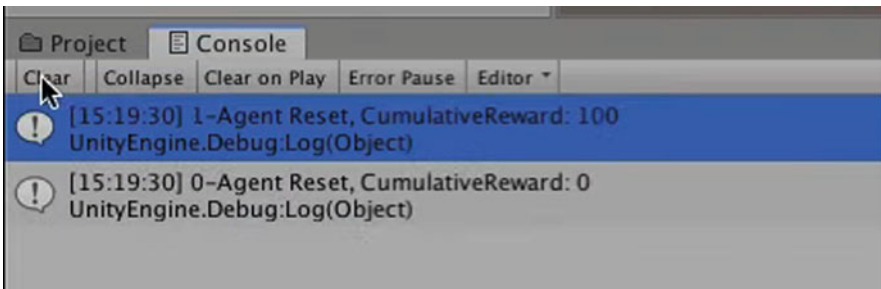 Project Console
Clear Collapse Clear on Play Error Pause Editor
[15:19:30] 1-Agent Reset, CumulativeReward: 100
UnityEngine.Debug:Log(Object)
[15:19:30] 0-Agent Reset, CumulativeReward: 0
UnityEngine.Debug:Log(Object)